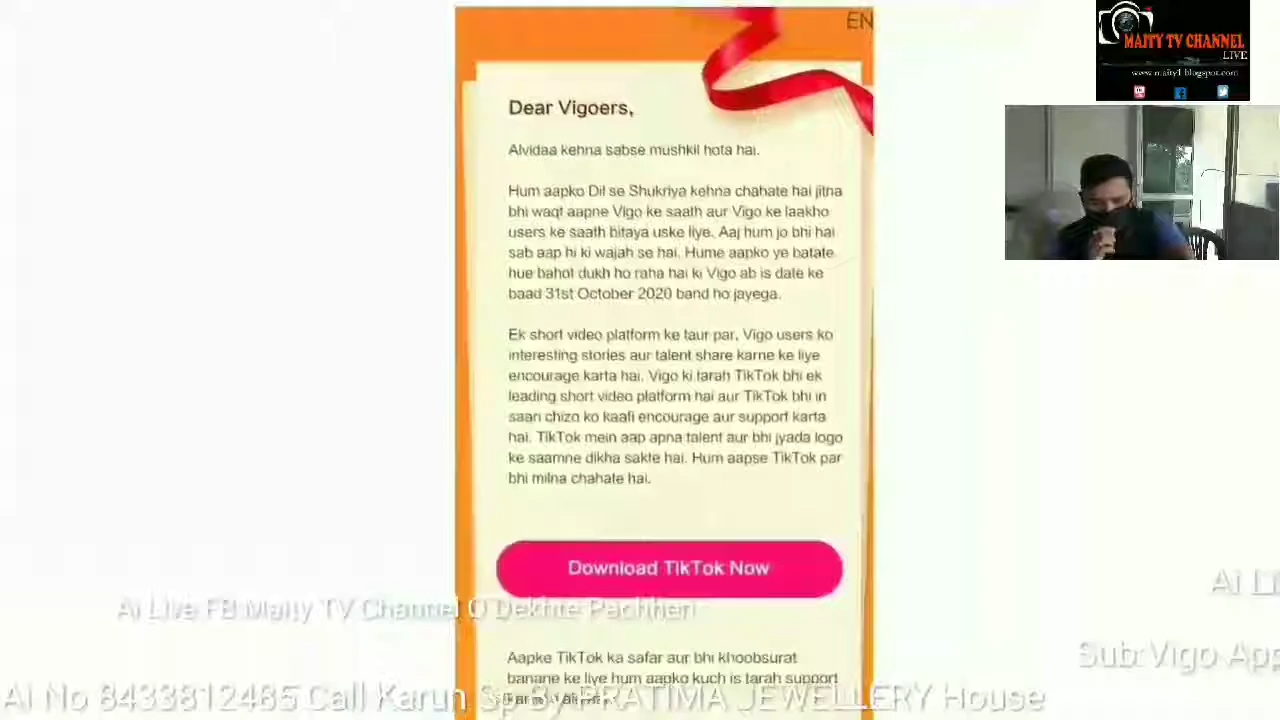 EN
MAITY TV CHANNEL
LIVE
www.maity1.blogspot.com
Dear Vigoers,
Alvidaa kehna sabse mushkil hota hai.
Hum aapko Dil se Shukriya kehna chahate hai jitna
bhi waqt aapne Vigo ke saath aur Vigo ke laakho
users ke saath bitaya uske liye. Aaj hum jo bhi hai
sab aap hi ki wajah se hai. Hume aapko ye batate
hue bahot dukh ho raha hai ki Vigo ab is date ke
baad 31st October 2020 band ho jayega.
Ek short video platform ke taur par, Vigo users ko
interesting stories aur talent share karne ke liye
encourage karta hai. Vigo ki tarah TikTok bhi ek
leading short video platform hai aur TikTok bhi in
saari chizo ko kaafi encourage aur support karta
hai. TikTok mein aap apna talent aur bhi jyada logo
ke saamne dikha sakte hai. Hum aapse TikTok par
bhi milna chahate hai.
Download TikTok Now
Ai Live FB Maity TV Channel O Dekhte Pachhen
Ai Li
Aapke TikTok ka safar aur bhi khoobsurat
banane ke liye hum aapko kuch is tarah support
Sub:Vigo App
Ai No 8433812485 Call Karun Sp By PRATIMA JEWELLERY House